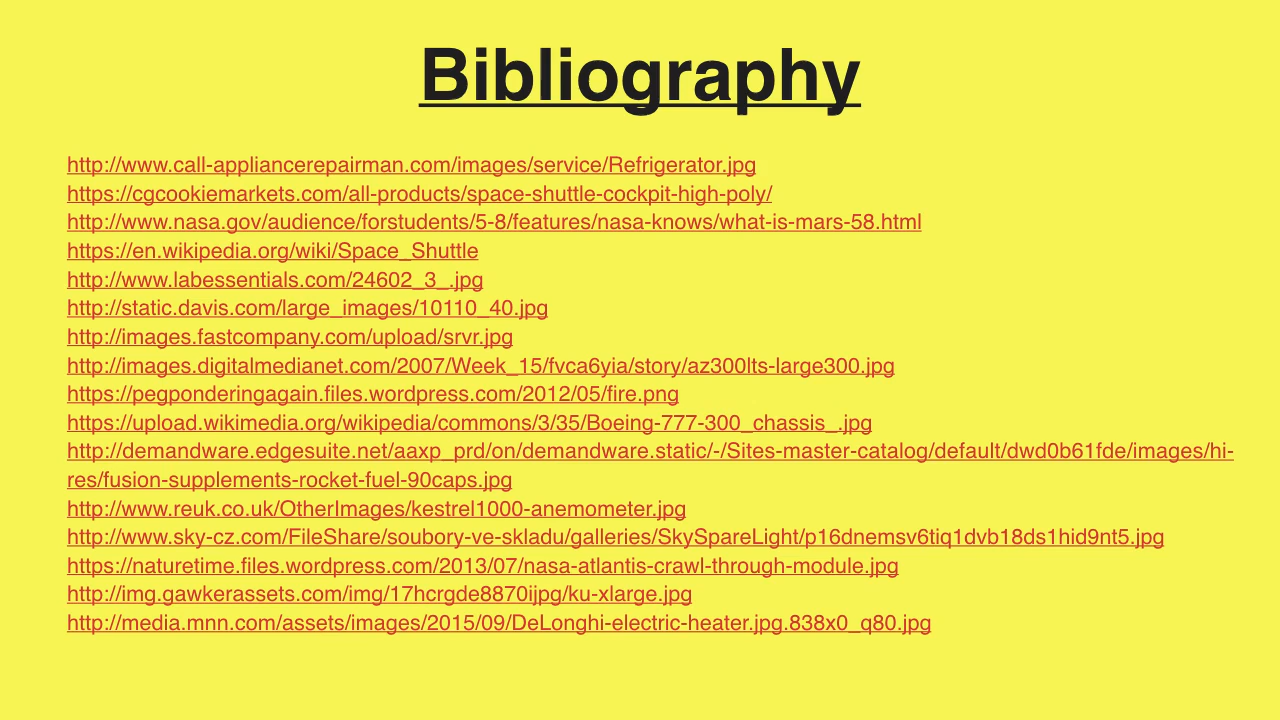 Bibliography
http://www.call-appliancerepairman.com/images/service/Refrigerator.jpg
https://cgcookiemarkets.com/all-products/space-shuttle-cockpit-high-poly/
http://www.nasa.gov/audience/forstudents/5-8/features/nasa-knows/what-is-mars-58.html
https://en.wikipedia.org/wiki/Space_Shuttle
http://www.labessentials.com/24602_3_.jpg
http://static.davis.com/large_images/10110_40.jpg
http://images.fastcompany.com/upload/srvr.jpg
http://images.digitalmedianet.com/2007/Week_15/fvca6yia/story/az300lts-large300.jpg
https://pegponderingagain.files.wordpress.com/2012/05/fire.png
https://upload.wikimedia.org/wikipedia/commons/3/35/Boeing-777-300_chassis_.jpg
http://demandware.edgesuite.net/aaxp_prd/on/demandware.static/-/Sites-master-catalog/default/dwd0b61fde/images/hi-
res/fusion-supplements-rocket-fuel-90caps.jpg
http://www.reuk.co.uk/OtherImages/kestrel1000-anemometer.jpg
http://www.sky-cz.com/FileShare/soubory-ve-skladu/galleries/SkySpareLight/p16dnemsv6tiq1dvb18ds1hid9nt5.jpg
https://naturetime.files.wordpress.com/2013/07/nasa-atlantis-crawl-through-module.jpg
http://img.gawkerassets.com/img/17hcrgde8870ijpg/ku-xlarge.jpg
http://media.mnn.com/assets/images/2015/09/DeLonghi-electric-heater.jpg.838x0_q80.jpg